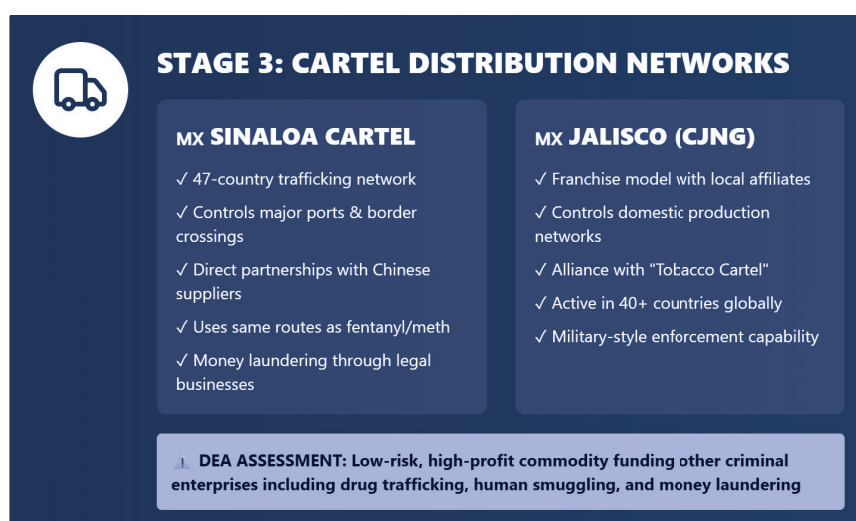 STAGE 3: CARTEL DISTRIBUTION NETWORKS
MX SINALOA CARTEL
✓ 47-country trafficking network
✓ Controls major ports & border
crossings
✓ Direct partnerships with Chinese
suppliers
✓ Uses same routes as fentanyl/meth
✓ Money laundering through legal
businesses
MX JALISCO (CJNG)
✓ Franchise model with local affiliates
✓ Controls domestic production
networks
✓ Alliance with "Tobacco Cartel"
✓ Active in 40+ countries globally
✓ Military-style enforcement capability
⚠ DEA ASSESSMENT: Low-risk, high-profit commodity funding other criminal
enterprises including drug trafficking, human smuggling, and money laundering